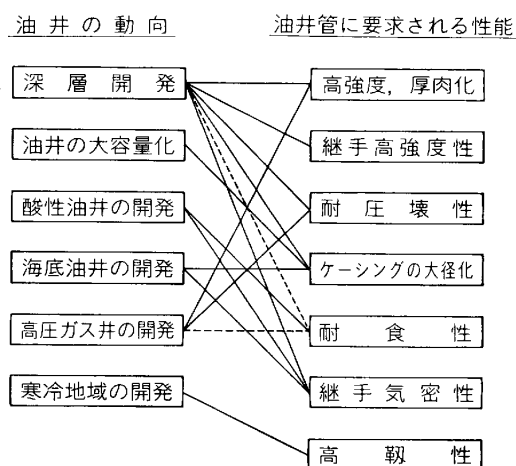 油井の動向
油井管に要求される性能
深層開発
高強度，厚肉化
油井の大容量化
継手高強度性
酸性油井の開発
耐圧壊性
海底油井の開発
ケーシングの大径化
高圧ガス井の開発
耐食性
寒冷地域の開発
継手気密性
高靱性